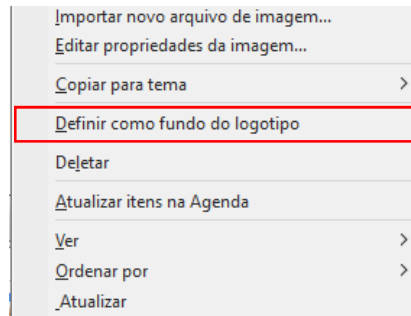 Importar novo arquivo de imagem...
Editar propriedades da imagem...
Copiar para tema
Definir como fundo do logotipo
Deletar
Atualizar itens na Agenda
Ver
Ordenar por
_Atualizar